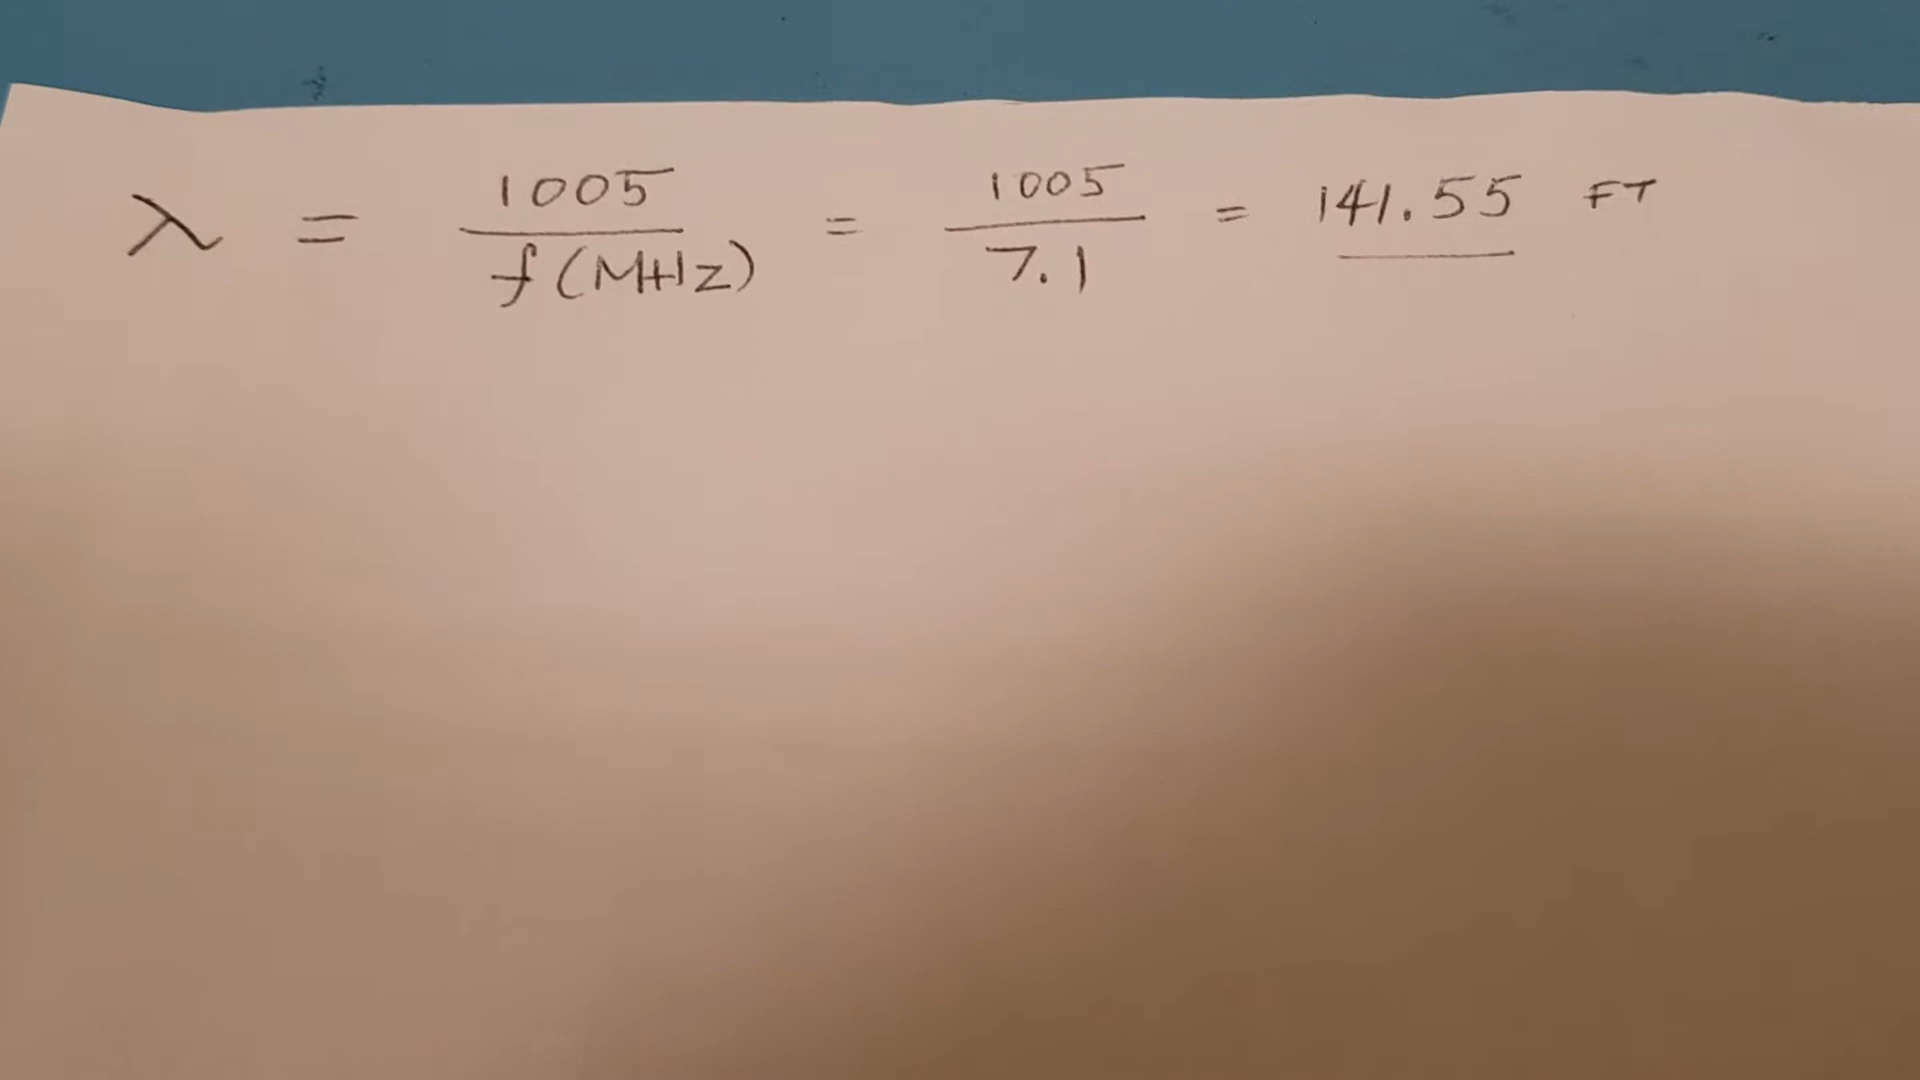 λ = 1005 / f(MHz) = 1005 / 7.1 = 141.55 FT